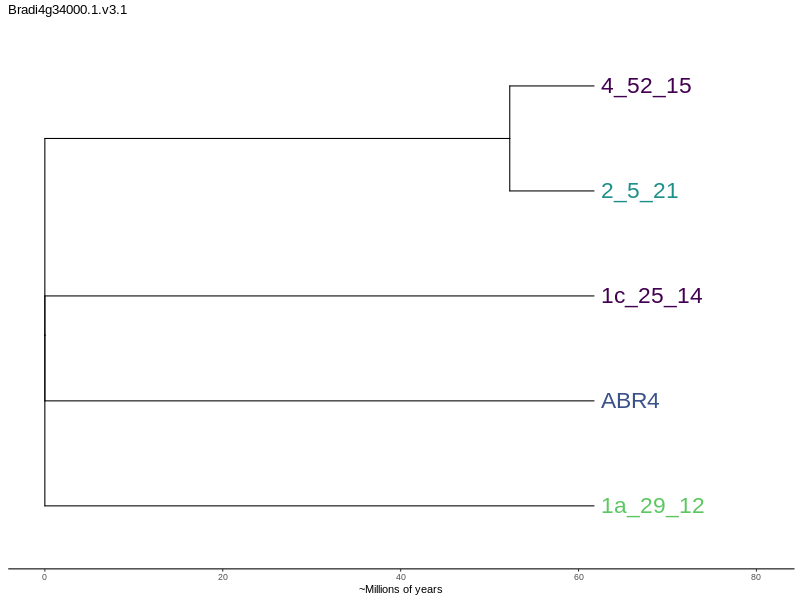 Bradi4g34000.1.v3.1
4_52_15
2_5_21
1c_25_14
ABR4
1a_29_12
0 20 40 60 80
~Millions of years